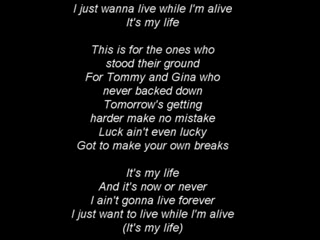 I just wanna live while I'm alive
It's my life
This is for the ones who
stood their ground
For Tommy and Gina who
never backed down
Tomorrow's getting
harder make no mistake
Luck ain't even lucky
Got to make your own breaks
It's my life
And it's now or never
I ain't gonna live forever
I just want to live while I'm alive
(It's my life)